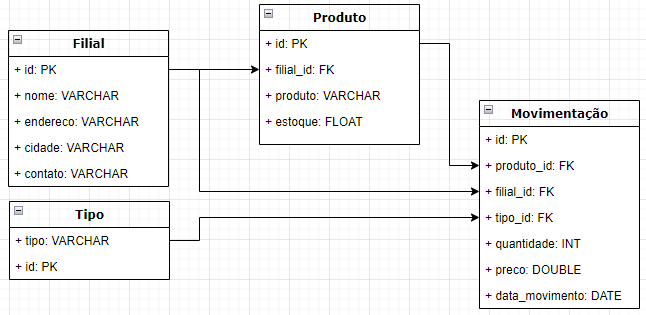 Filial
+ id: PK
+ nome: VARCHAR
+ endereco: VARCHAR
+ cidade: VARCHAR
+ contato: VARCHAR
Produto
+ id: PK
+ filial_id: FK
+ produto: VARCHAR
+ estoque: FLOAT
Tipo
+ tipo: VARCHAR
+ id: PK
Movimentação
+ id: PK
+ produto_id: FK
+ filial_id: FK
+ tipo_id: FK
+ quantidade: INT
+ preco: DOUBLE
+ data_movimento: DATE